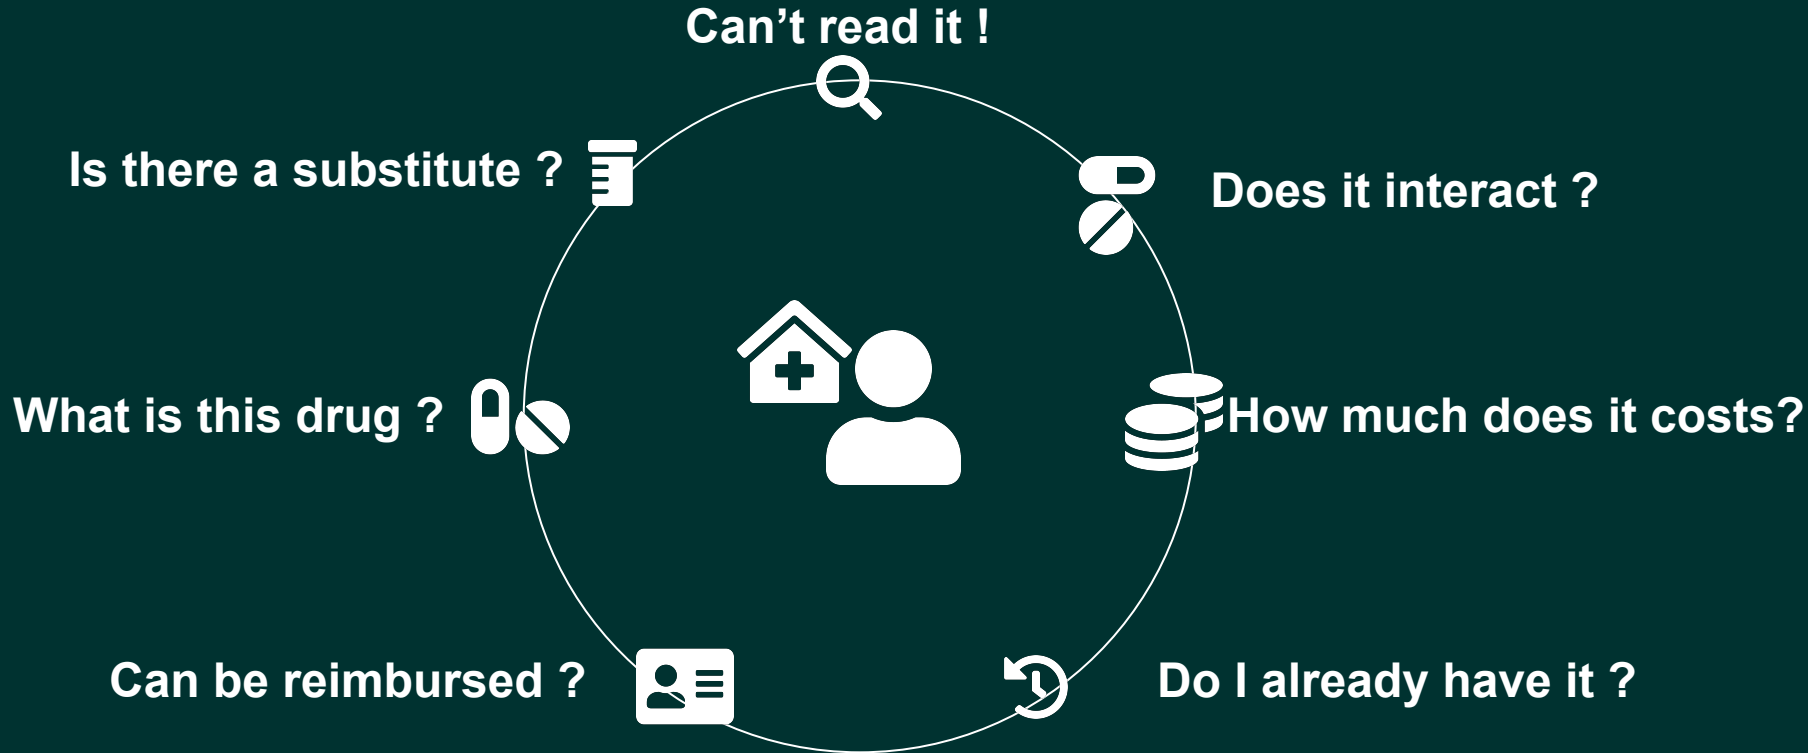 Can’t read it !
Is there a substitute ?
Does it interact ?
What is this drug ?
How much does it costs?
Can be reimbursed ?
Do I already have it ?